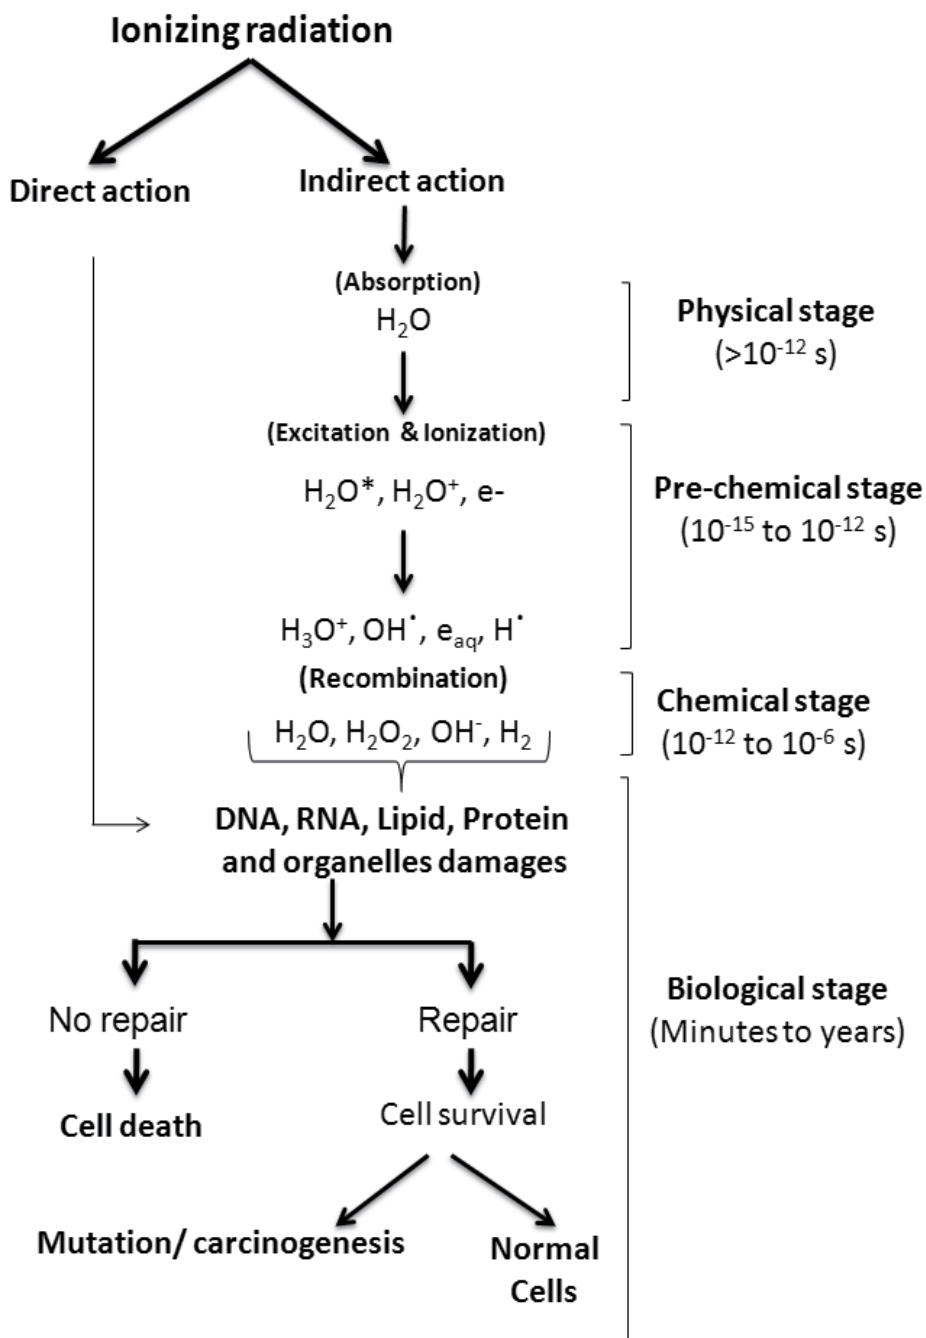 Ionizing radiation
Direct action
Indirect action
(Absorption)
H₂O
Physical stage
(>10⁻¹² s)
(Excitation & Ionization)
H₂O*, H₂O⁺, e-
Pre-chemical stage
(10⁻¹⁵ to 10⁻¹² s)
H₃O⁺, OH˙, eₐq, H˙
(Recombination)
H₂O, H₂O₂, OH⁻, H₂
Chemical stage
(10⁻¹² to 10⁻⁶ s)
DNA, RNA, Lipid, Protein
and organelles damages
No repair
Repair
Biological stage
(Minutes to years)
Cell death
Cell survival
Mutation/ carcinogenesis
Normal
Cells